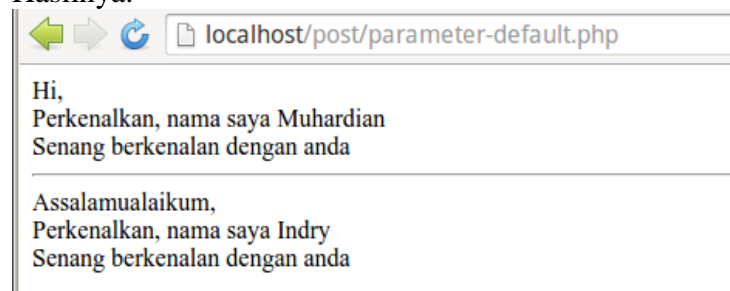 localhost/post/parameter-default.php
Hi,
Perkenalkan, nama saya Muhardian
Senang berkenalan dengan anda
Assalamualaikum,
Perkenalkan, nama saya Indry
Senang berkenalan dengan anda